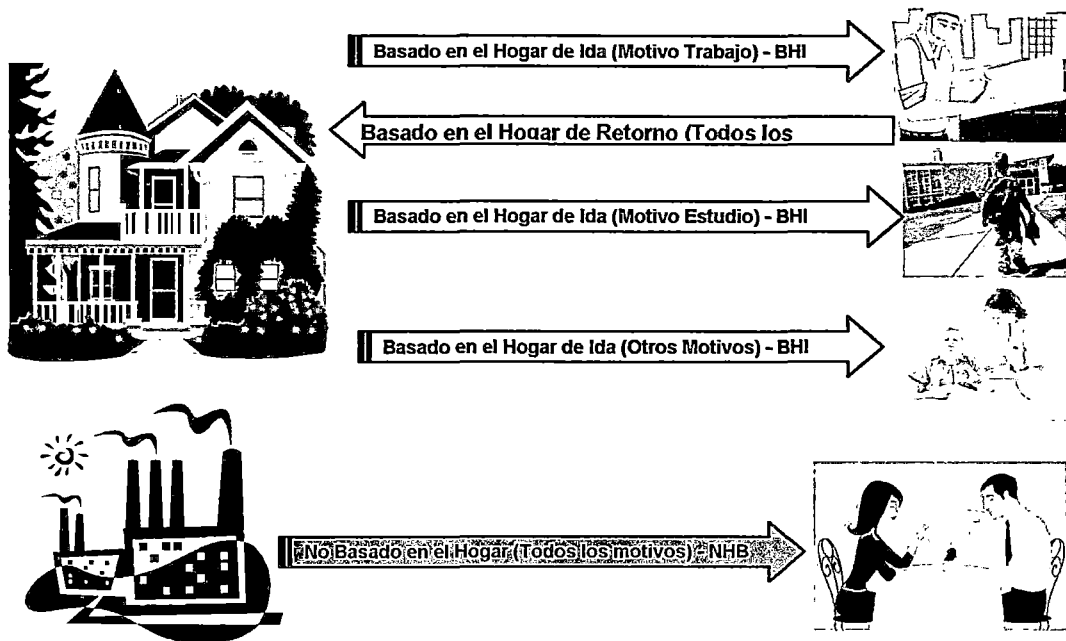 Basado en el Hogar de Ida (Motivo Trabajo) - BHI
Basado en el Hogar de Retorno (Todos los
Basado en el Hogar de Ida (Motivo Estudio) - BHI
Basado en el Hogar de Ida (Otros Motivos) - BHI
No Basado en el Hogar (Todos los motivos) - NHB